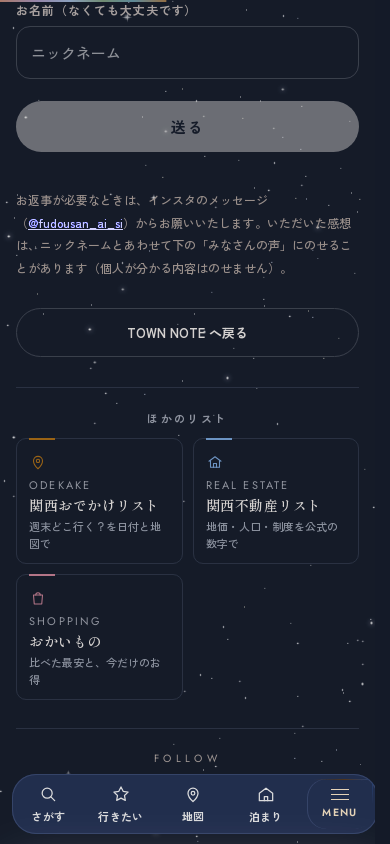 お名前（なくても大丈夫です）
ニックネーム
送る
お返事が必要なときは、インスタのメッセージ
（@fudousan_ai_si）からお願いいたします。いただいた感想
は、ニックネームとあわせて下の「みなさんの声」にのせるこ
とがあります（個人が分かる内容はのせません）。
TOWN NOTE へ戻る
ほかのリスト
ODEKAKE
関西おでかけリスト
週末どこ行く？を日付と地
図で
REAL ESTATE
関西不動産リスト
地価・人口・制度を公式の
数字で
SHOPPING
おかいもの
比べた最安と、今だけのお
得
FOLLOW
さがす
行きたい
地図
泊まり
MENU